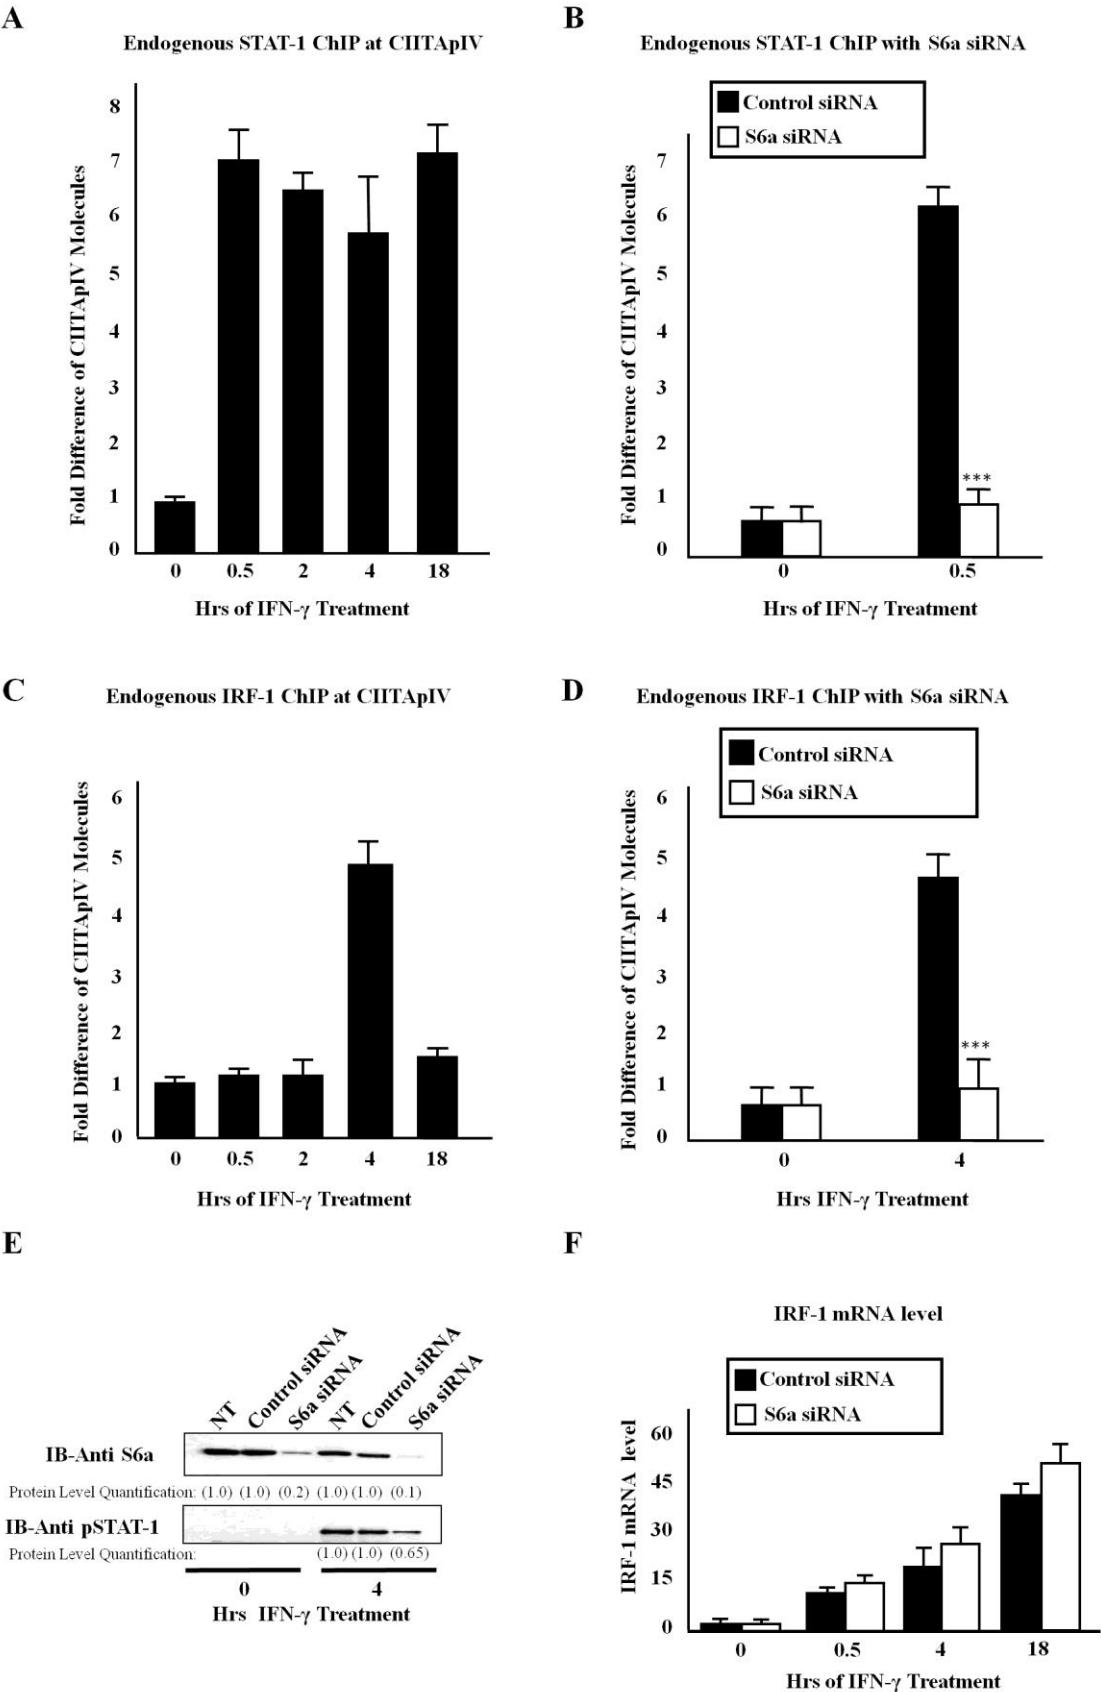 A
Endogenous STAT-1 ChIP at CIITApIV
Fold Difference of CIITApIV Molecules
8
7
6
5
4
3
2
1
0
0 0.5 2 4 18
Hrs of IFN-γ Treatment
B
Endogenous STAT-1 ChIP with S6a siRNA
Control siRNA
S6a siRNA
Fold Difference of CIITApIV Molecules
7
6
5
4
3
2
1
0
***
0 0.5
Hrs of IFN-γ Treatment
C
Endogenous IRF-1 ChIP at CIITApIV
Fold Difference of CIITApIV Molecules
6
5
4
3
2
1
0
0 0.5 2 4 18
Hrs of IFN-γ Treatment
D
Endogenous IRF-1 ChIP with S6a siRNA
Control siRNA
S6a siRNA
Fold Difference of CIITApIV Molecules
6
5
4
3
2
1
0
***
0 4
Hrs IFN-γ Treatment
E
NT Control siRNA S6a siRNA NT Control siRNA S6a siRNA
IB-Anti S6a
Protein Level Quantification: (1.0) (1.0) (0.2) (1.0) (1.0) (0.1)
IB-Anti pSTAT-1
Protein Level Quantification: (1.0) (1.0) (0.65)
0 4
Hrs IFN-γ Treatment
F
IRF-1 mRNA level
Control siRNA
S6a siRNA
IRF-1 mRNA level
60
45
30
15
0
0 0.5 4 18
Hrs of IFN-γ Treatment